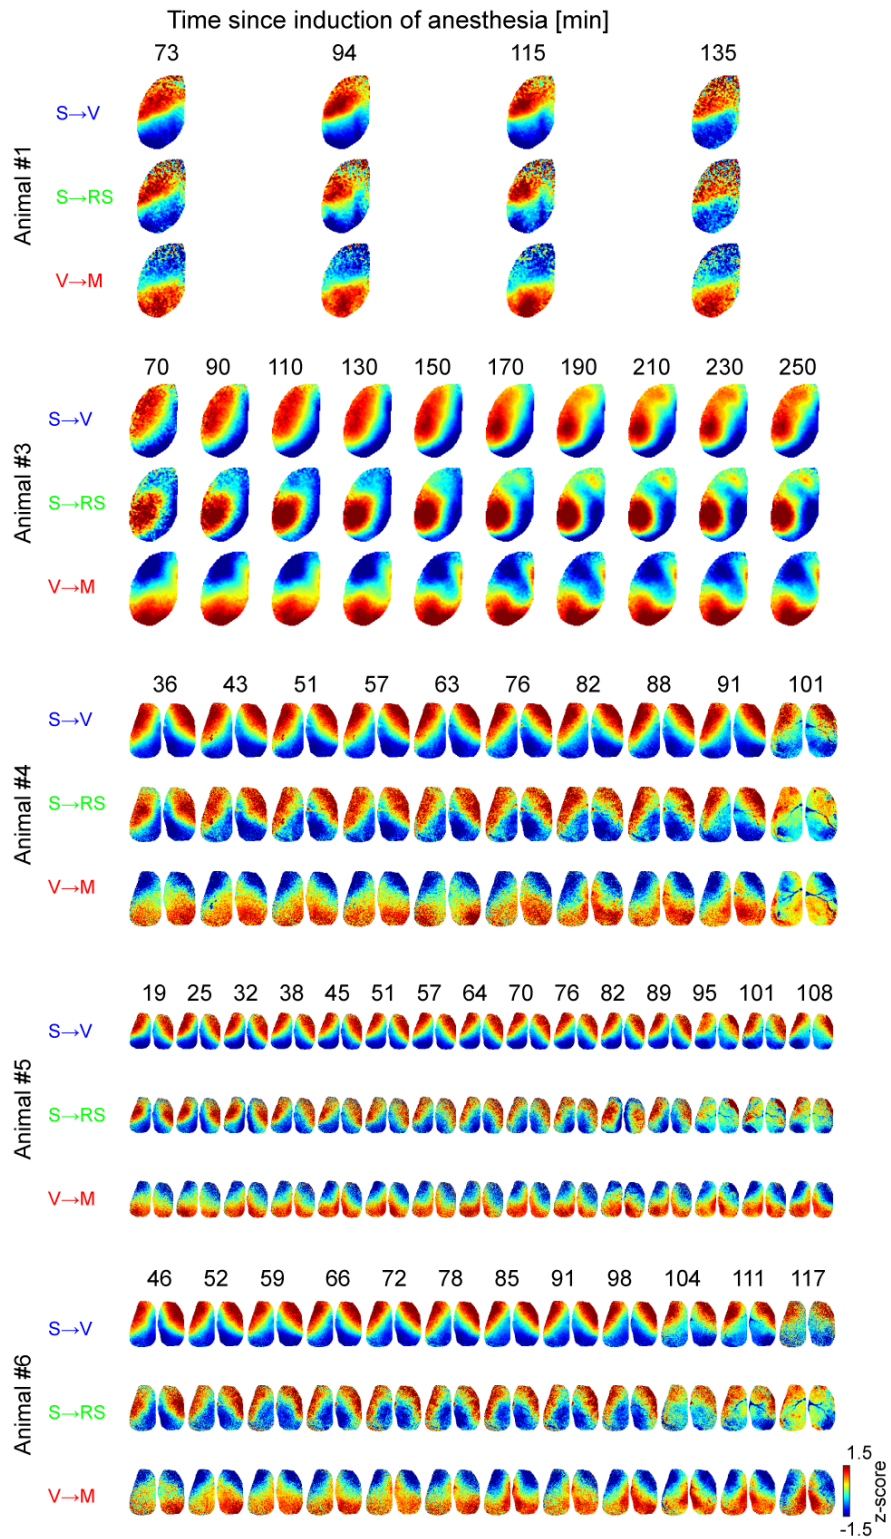 Time since induction of anesthesia [min]
73 94 115 135
Animal #1
S→V
S→RS
V→M
70 90 110 130 150 170 190 210 230 250
Animal #3
S→V
S→RS
V→M
36 43 51 57 63 76 82 88 91 101
Animal #4
S→V
S→RS
V→M
19 25 32 38 45 51 57 64 70 76 82 89 95 101 108
Animal #5
S→V
S→RS
V→M
46 52 59 66 72 78 85 91 98 104 111 117
Animal #6
S→V
S→RS
V→M
1.5
z-score
-1.5